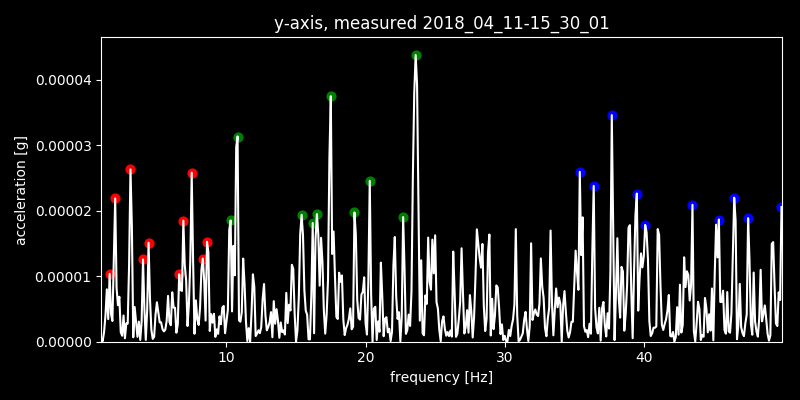 y-axis, measured 2018_04_11-15_30_01
0.00004
0.00003
0.00002
0.00001
0.00000
acceleration [g]
10 20 30 40
frequency [Hz]